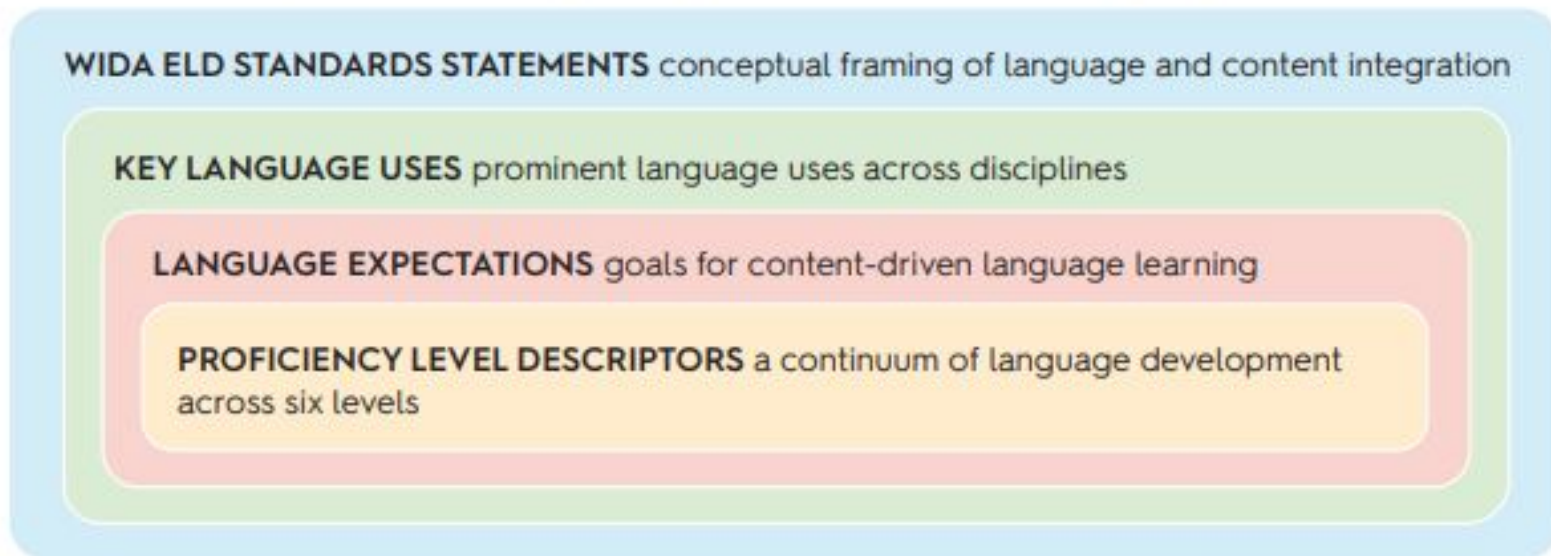 WIDA ELD STANDARDS STATEMENTS conceptual framing of language and content integration
KEY LANGUAGE USES prominent language uses across disciplines
LANGUAGE EXPECTATIONS goals for content-driven language learning
PROFICIENCY LEVEL DESCRIPTORS a continuum of language development
across six levels